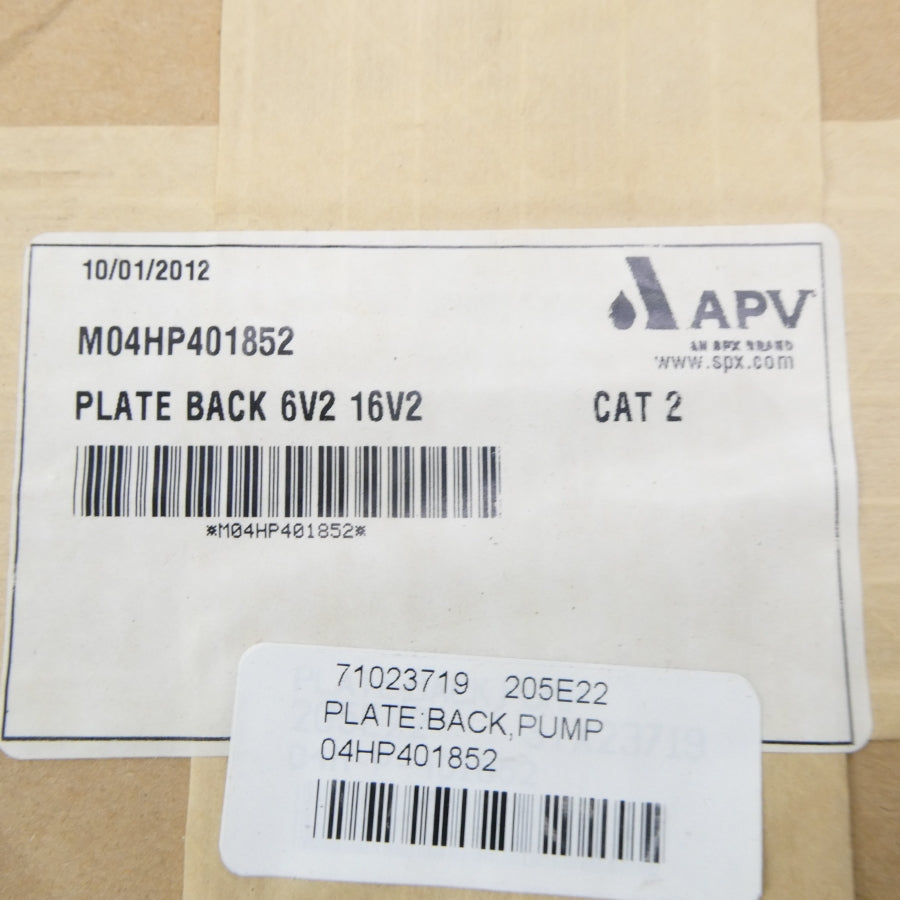 10/01/2012
APV
AN SPX BRAND
www.spx.com
M04HP401852
PLATE BACK 6V2 16V2 CAT 2
*M04HP401852*
71023719 205E22
PLATE:BACK,PUMP
04HP401852